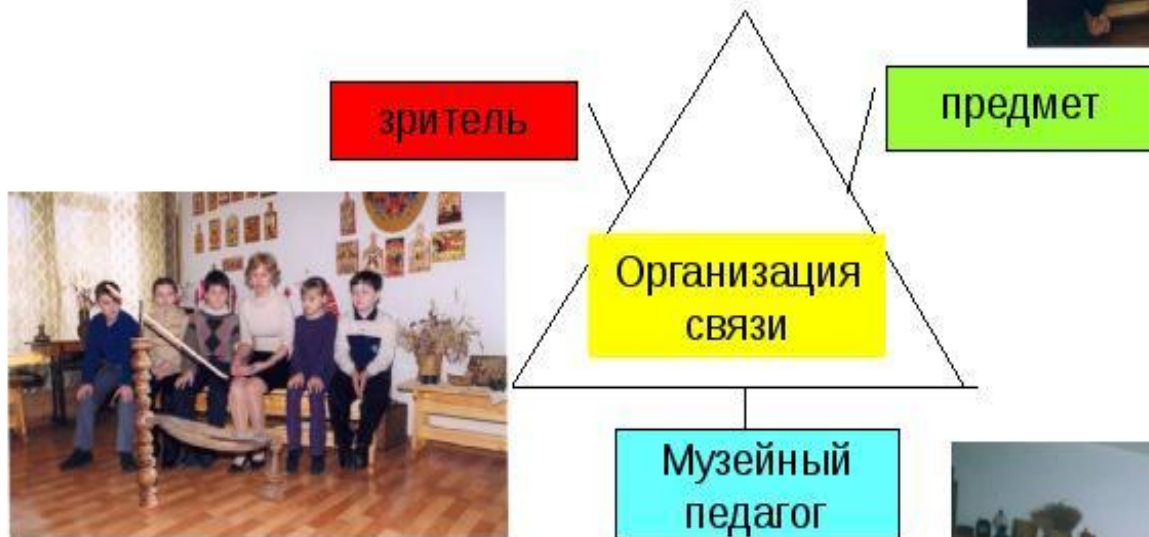 зритель
предмет
Организация
связи
Музейный
педагог